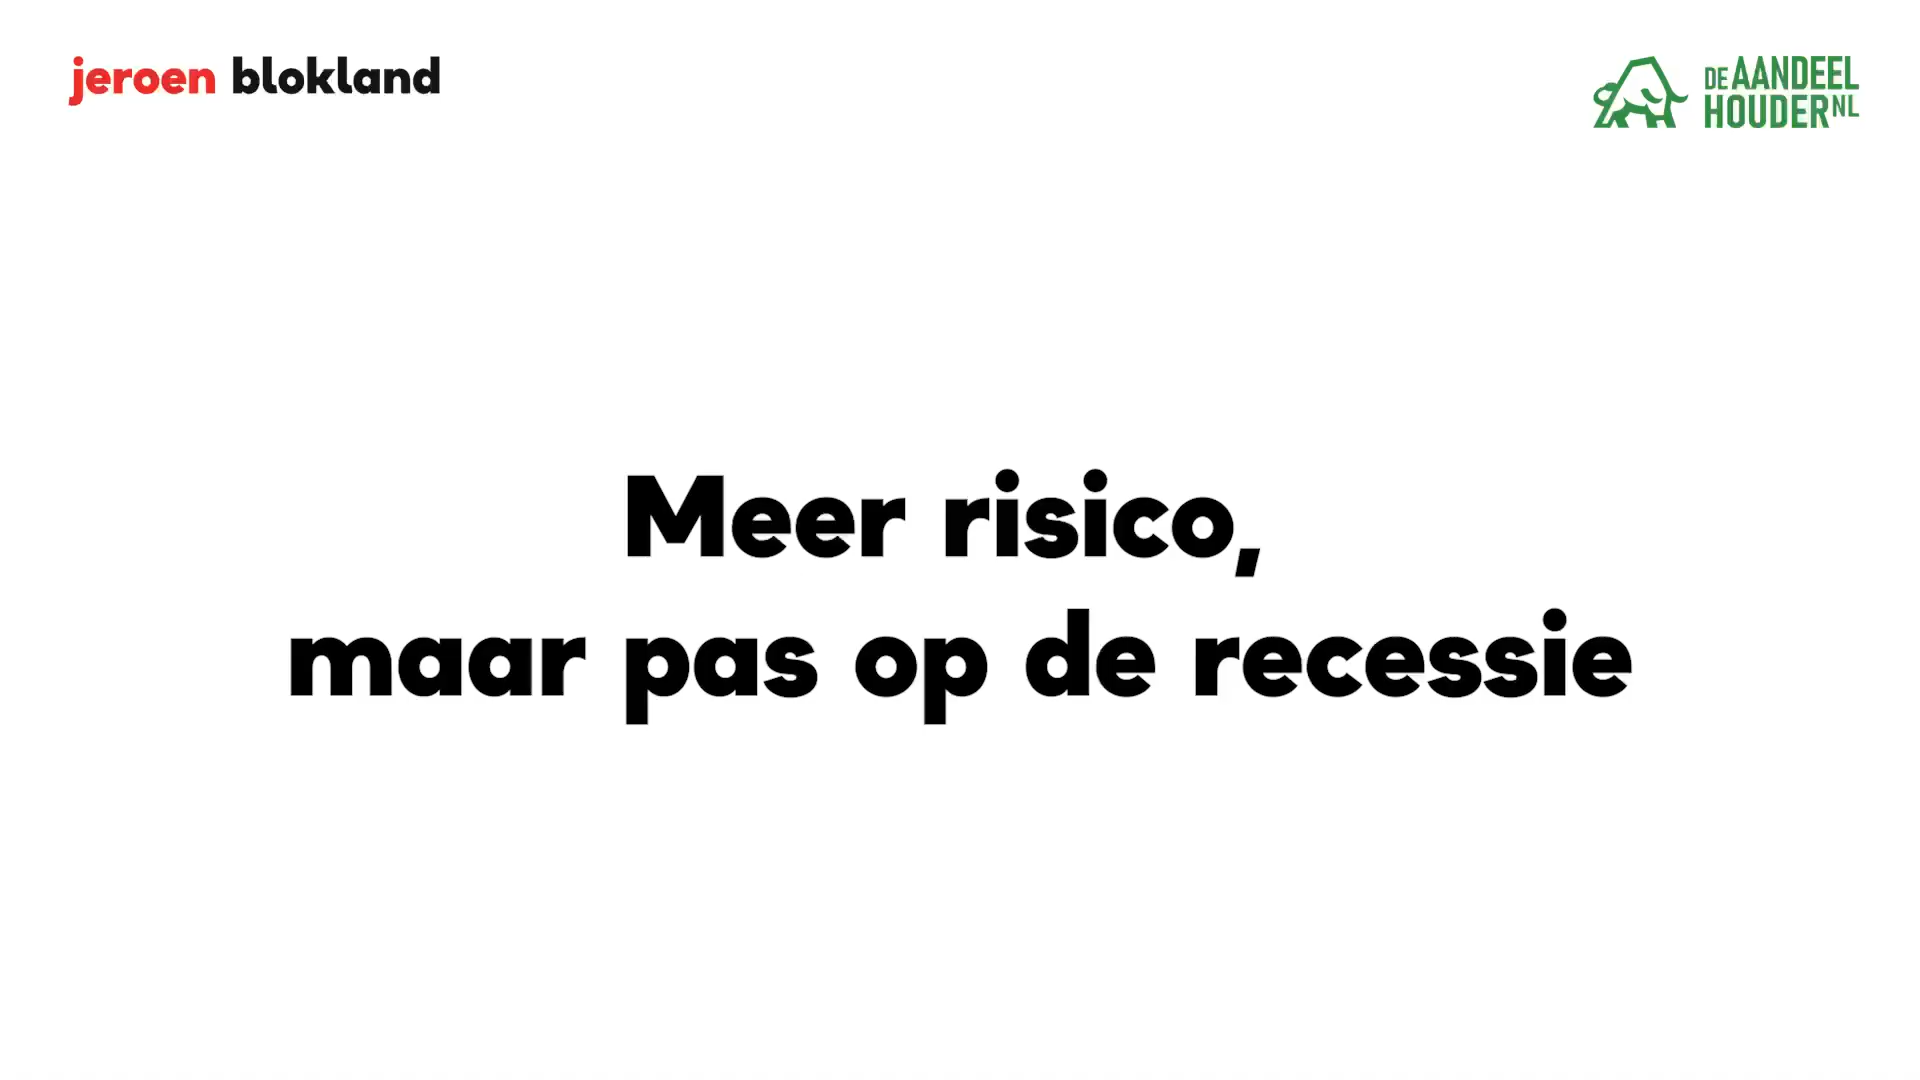 jeroen blokland
DE AANDEEL
HOUDER NL
Meer risico,
maar pas op de recessie